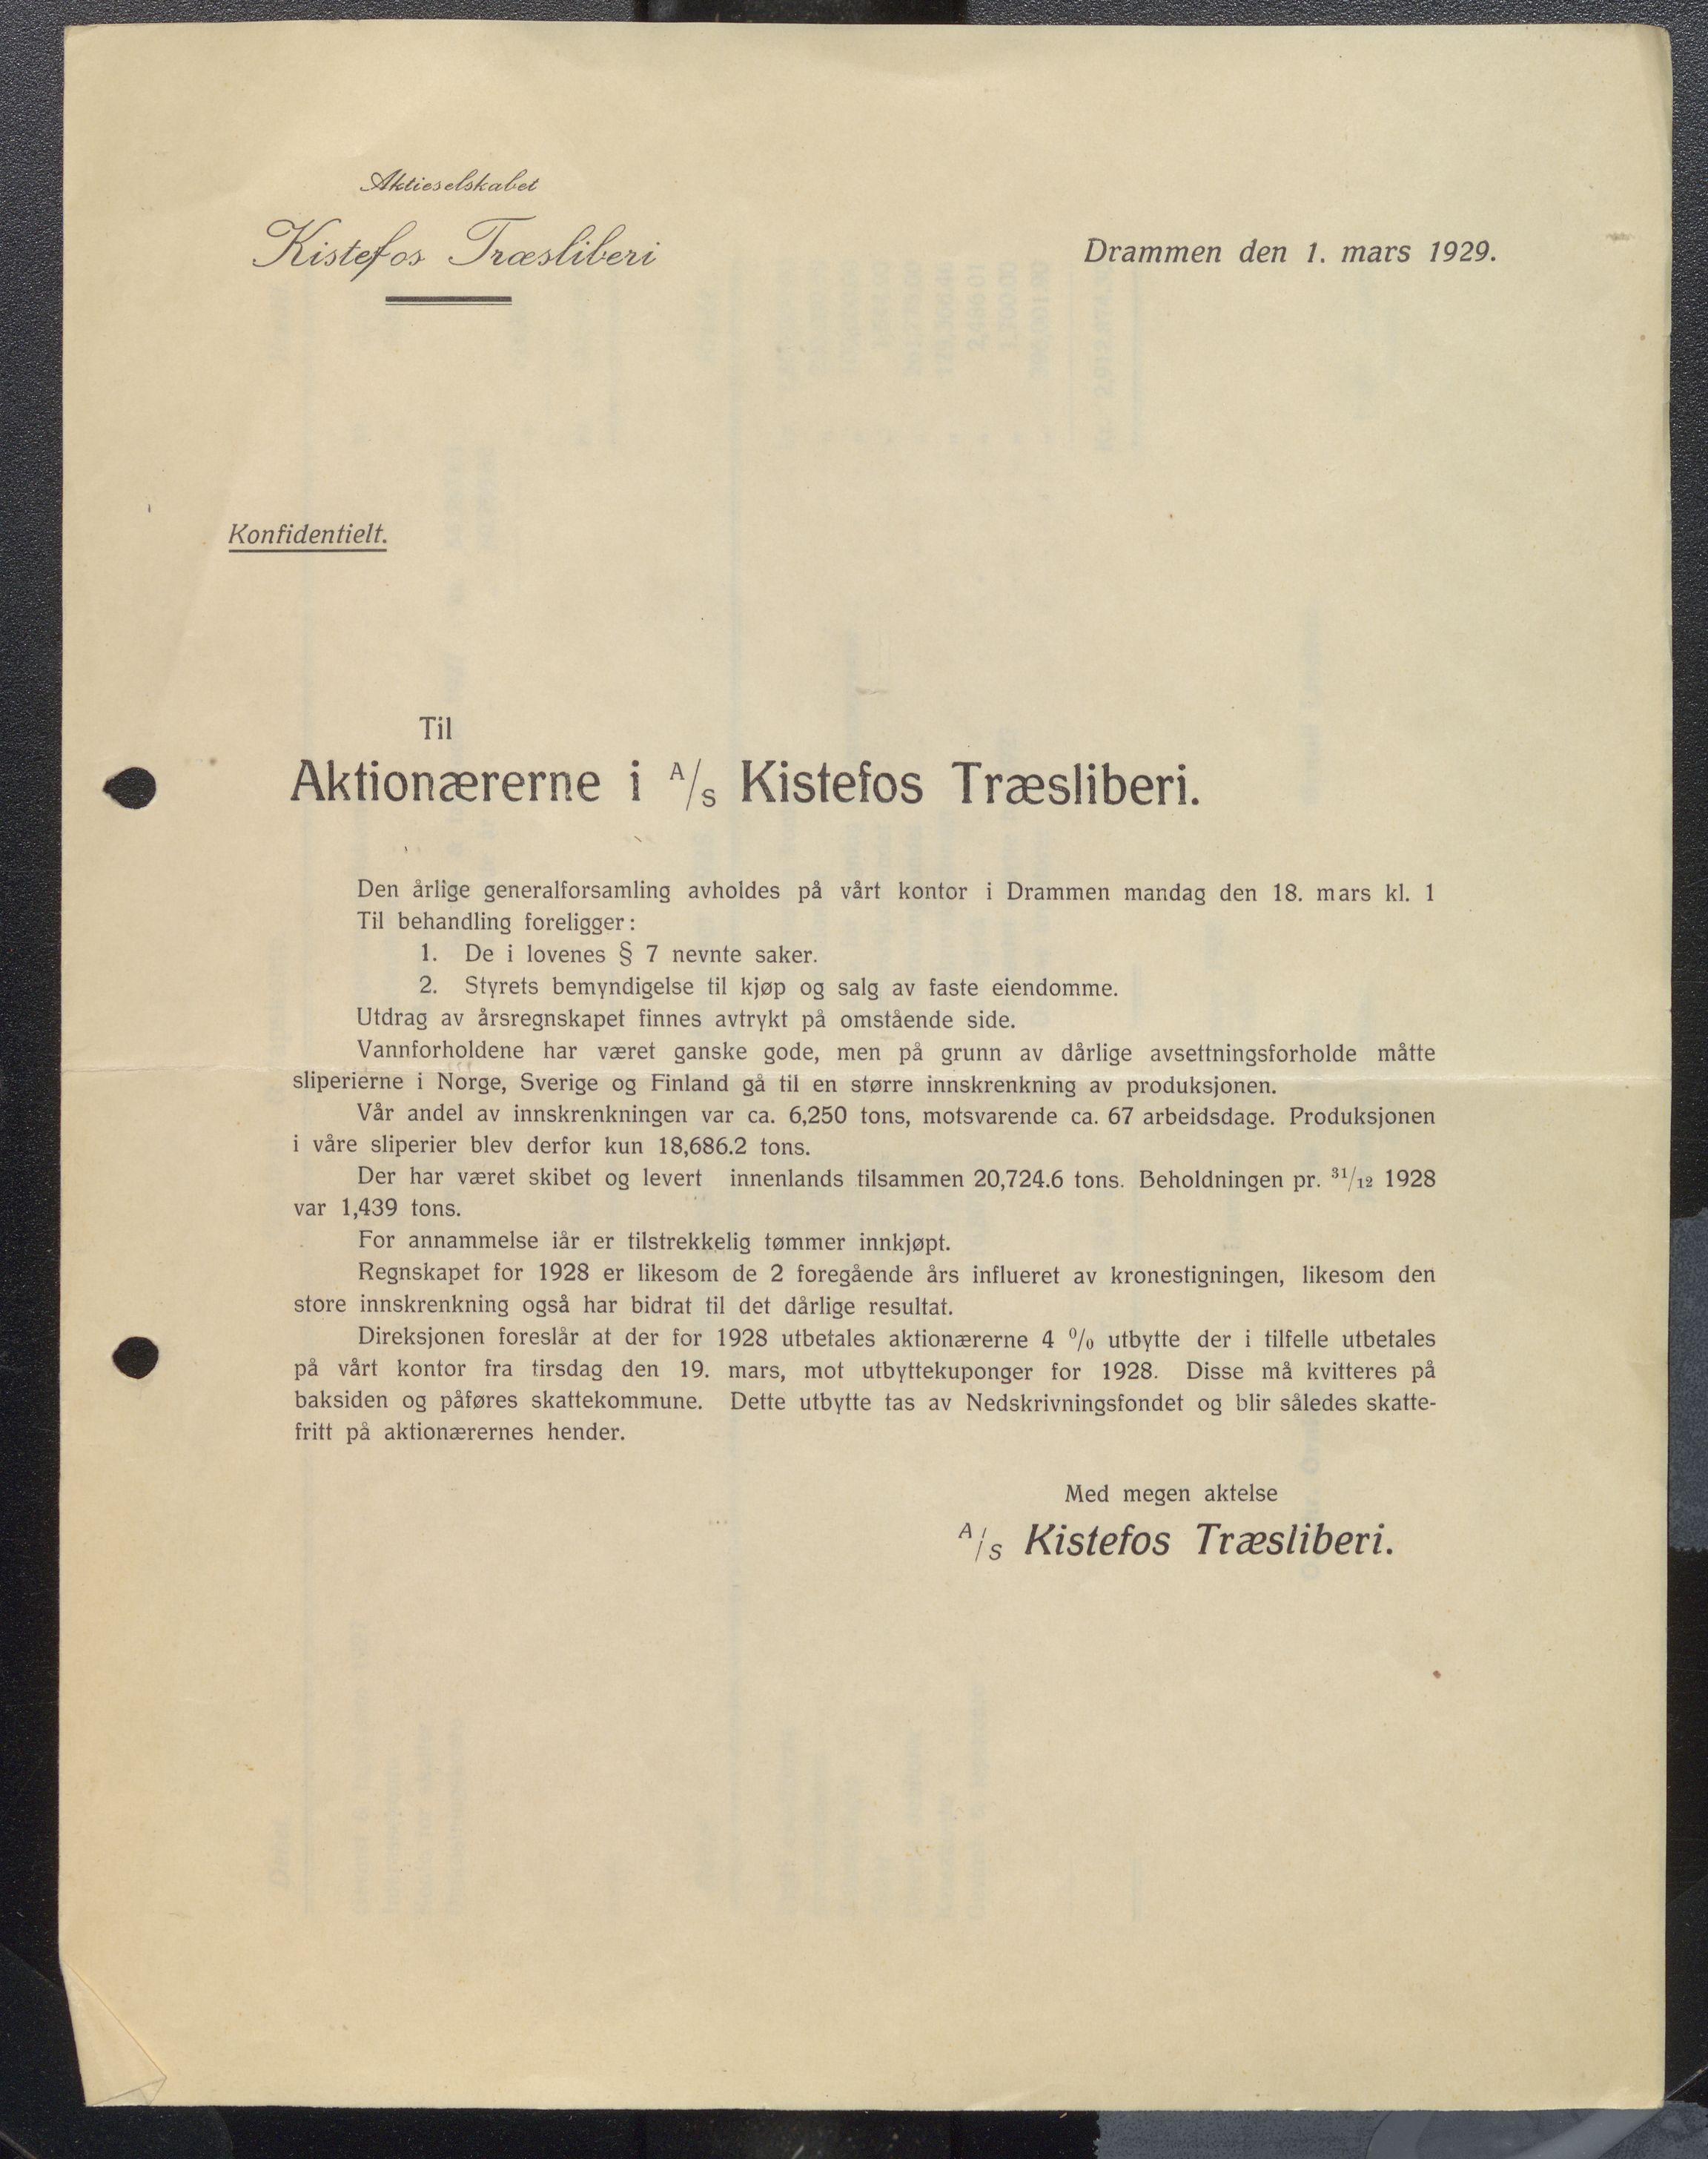 Aktieselskabet
Kistefos Træsliberi
Drammen den 1. mars 1929.
Konfidentielt.
Til
Aktionærerne i A/S Kistefos Træsliberi.
Den årlige generalforsamling avholdes på vårt kontor i Drammen mandag den 18. mars kl. 1
Til behandling foreligger:
1. De i lovenes § 7 nevnte saker.
2. Styrets bemyndigelse til kjøp og salg av faste eiendomme.
Utdrag av årsregnskapet finnes avtrykt på omstående side.
Vannforholdene har været ganske gode, men på grunn av dårlige avsettningsforholde måtte
sliperierne i Norge, Sverige og Finland gå til en større innskrenkning av produksjonen.
Vår andel av innskrenkningen var ca. 6,250 tons, motsvarende ca. 67 arbeidsdage. Produksjonen
i våre sliperier blev derfor kun 18,686.2 tons.
Der har været skibet og levert innenlands tilsammen 20,724.6 tons. Beholdningen pr. 31/12 1928
var 1,439 tons.
For annammelse iår er tilstrekkelig tømmer innkjøpt.
Regnskapet for 1928 er likesom de 2 foregående års influeret av kronestigningen, likesom den
store innskrenkning også har bidrat til det dårlige resultat.
Direksjonen foreslår at der for 1928 utbetales aktionærerne 4 % utbytte der i tilfelle utbetales
på vårt kontor fra tirsdag den 19. mars, mot utbyttekuponger for 1928. Disse må kvitteres på
baksiden og påføres skattekommune. Dette utbytte tas av Nedskrivningsfondet og blir således skatte-
fritt på aktionærernes hender.
Med megen aktelse
A/S Kistefos Træsliberi.